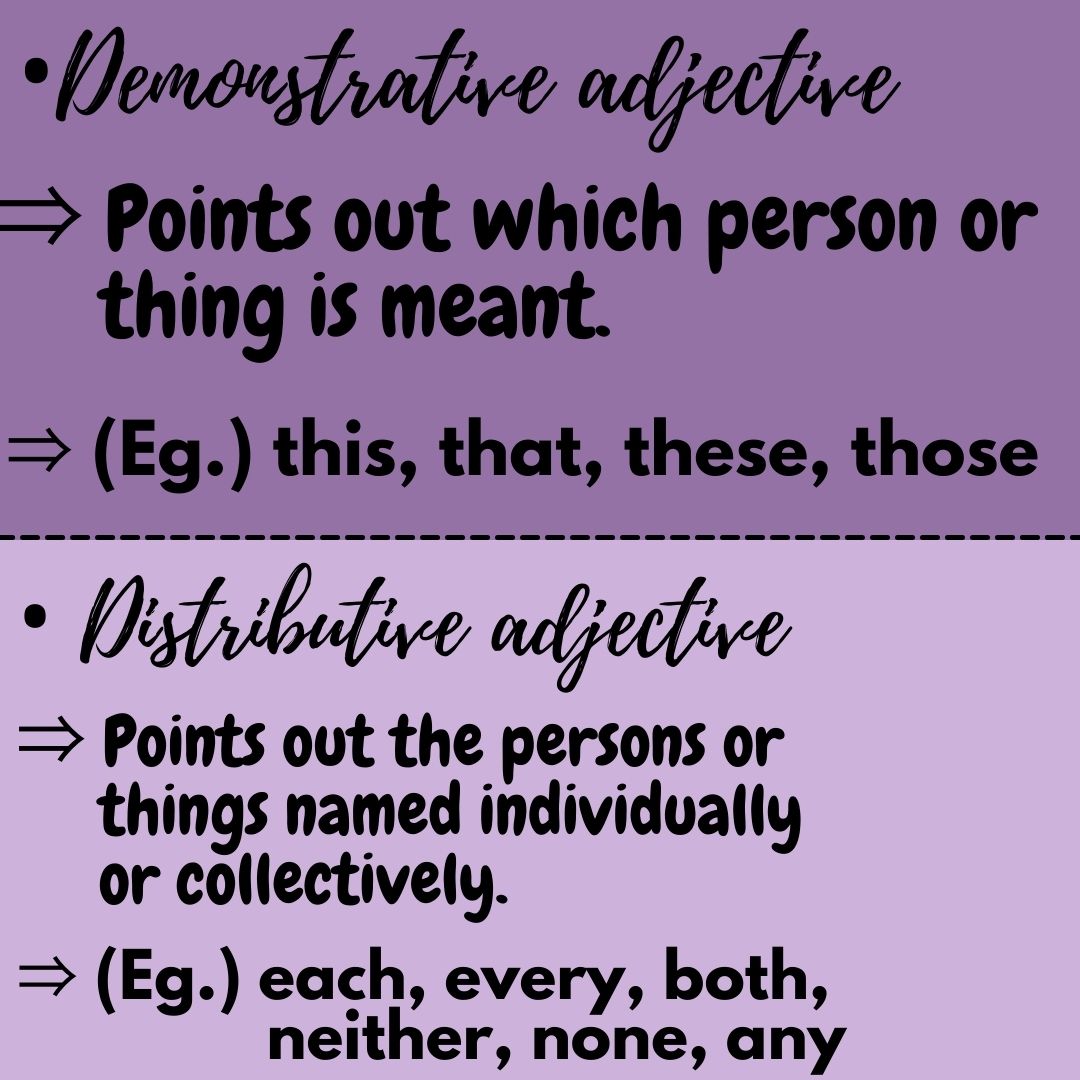 •Demonstrative adjective
⇒ Points out which person or
thing is meant.
⇒ (Eg.) this, that, these, those
• Distributive adjective
⇒ Points out the persons or
things named individually
or collectively.
⇒ (Eg.) each, every, both,
neither, none, any